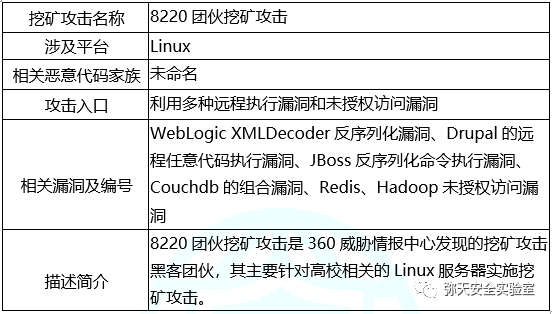 挖矿攻击名称
8220 团伙挖矿攻击
涉及平台
Linux
相关恶意代码家族
未命名
攻击入口
利用多种远程执行漏洞和未授权访问漏洞
相关漏洞及编号
WebLogic XMLDecoder 反序列化漏洞、Drupal 的远
程任意代码执行漏洞、JBoss 反序列化命令执行漏洞、
Couchdb 的组合漏洞、Redis、Hadoop 未授权访问漏
洞
描述简介
8220 团伙挖矿攻击是 360 威胁情报中心发现的挖矿攻击
黑客团伙，其主要针对高校相关的 Linux 服务器实施挖
矿攻击。
弥天安全实验室